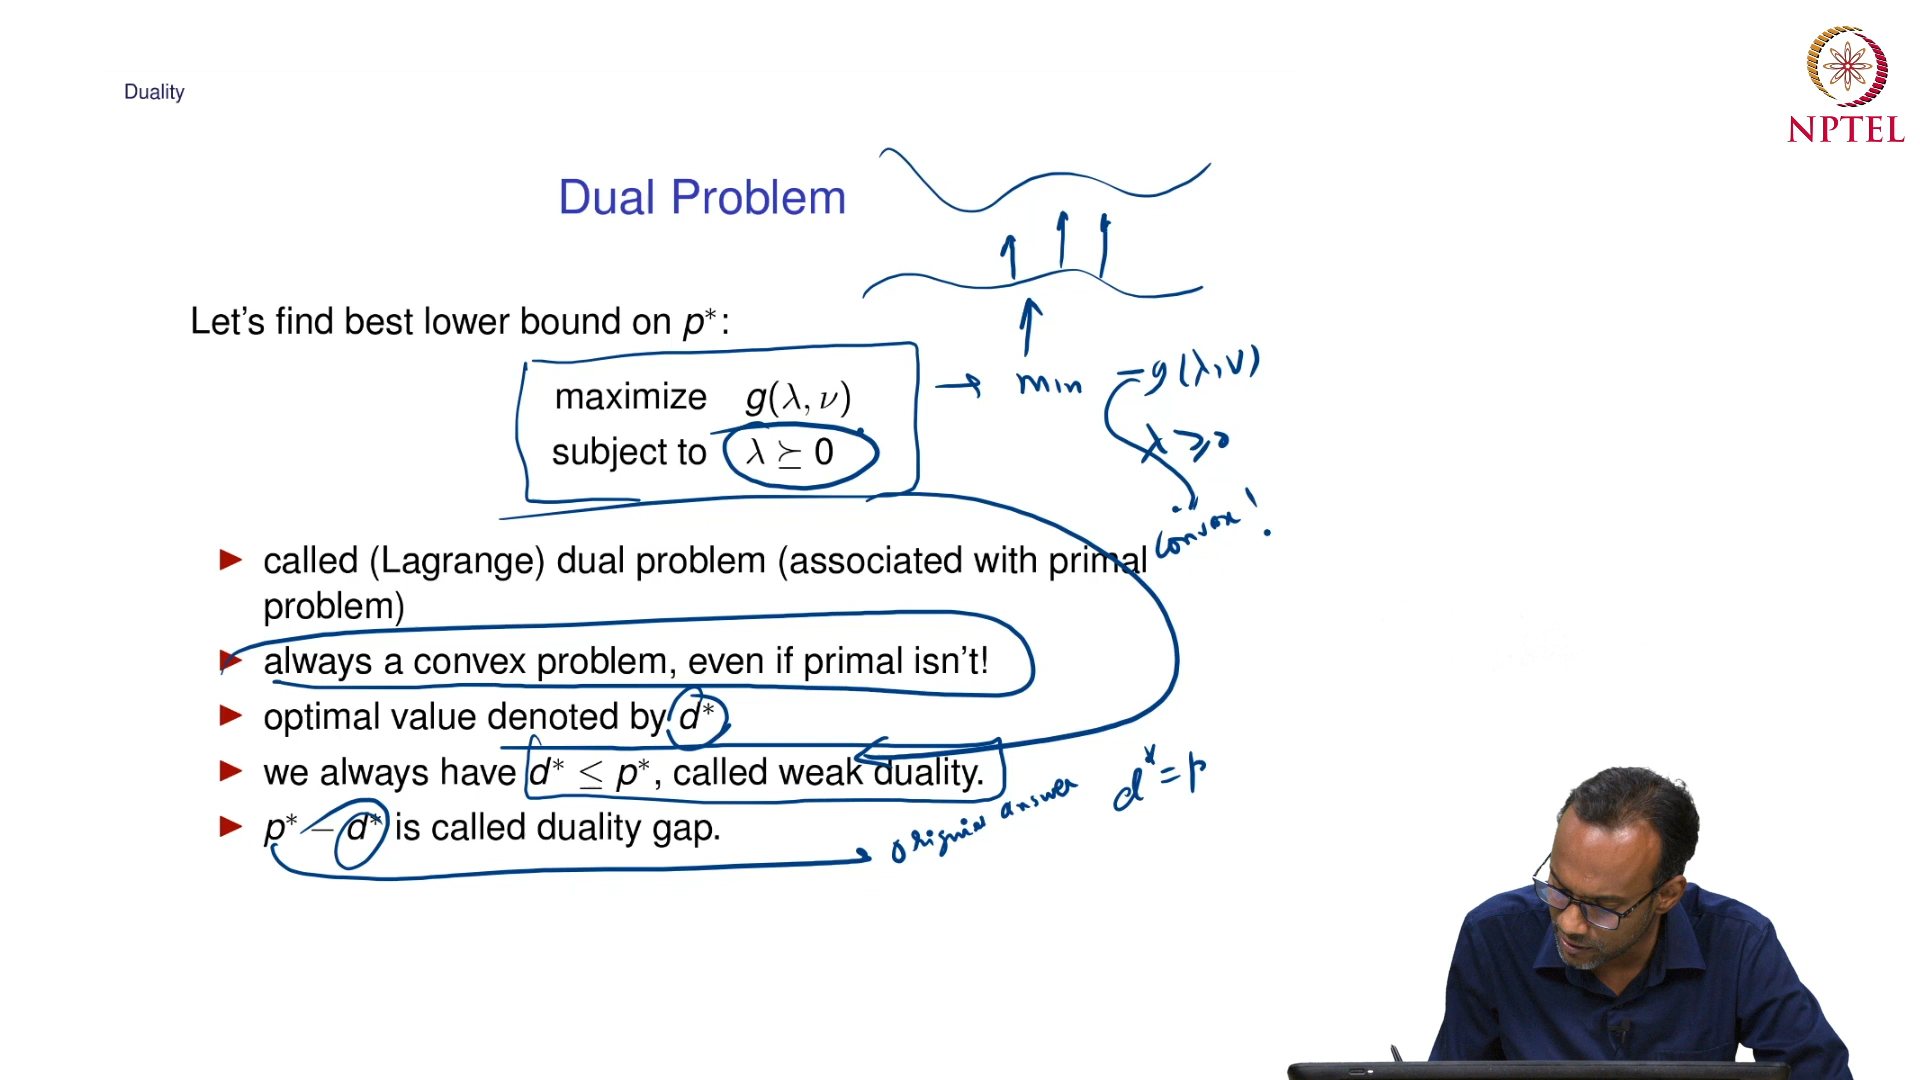 Duality
NPTEL
Dual Problem
Let's find best lower bound on p*:
maximize g(λ, ν)
subject to λ ⪰ 0
→ min −g(λ,ν)
λ ⩾ 0
convex!
► called (Lagrange) dual problem (associated with primal
problem)
► always a convex problem, even if primal isn't!
► optimal value denoted by d*
► we always have d* ≤ p*, called weak duality.
d* = p
► p* − d* is called duality gap.
answer